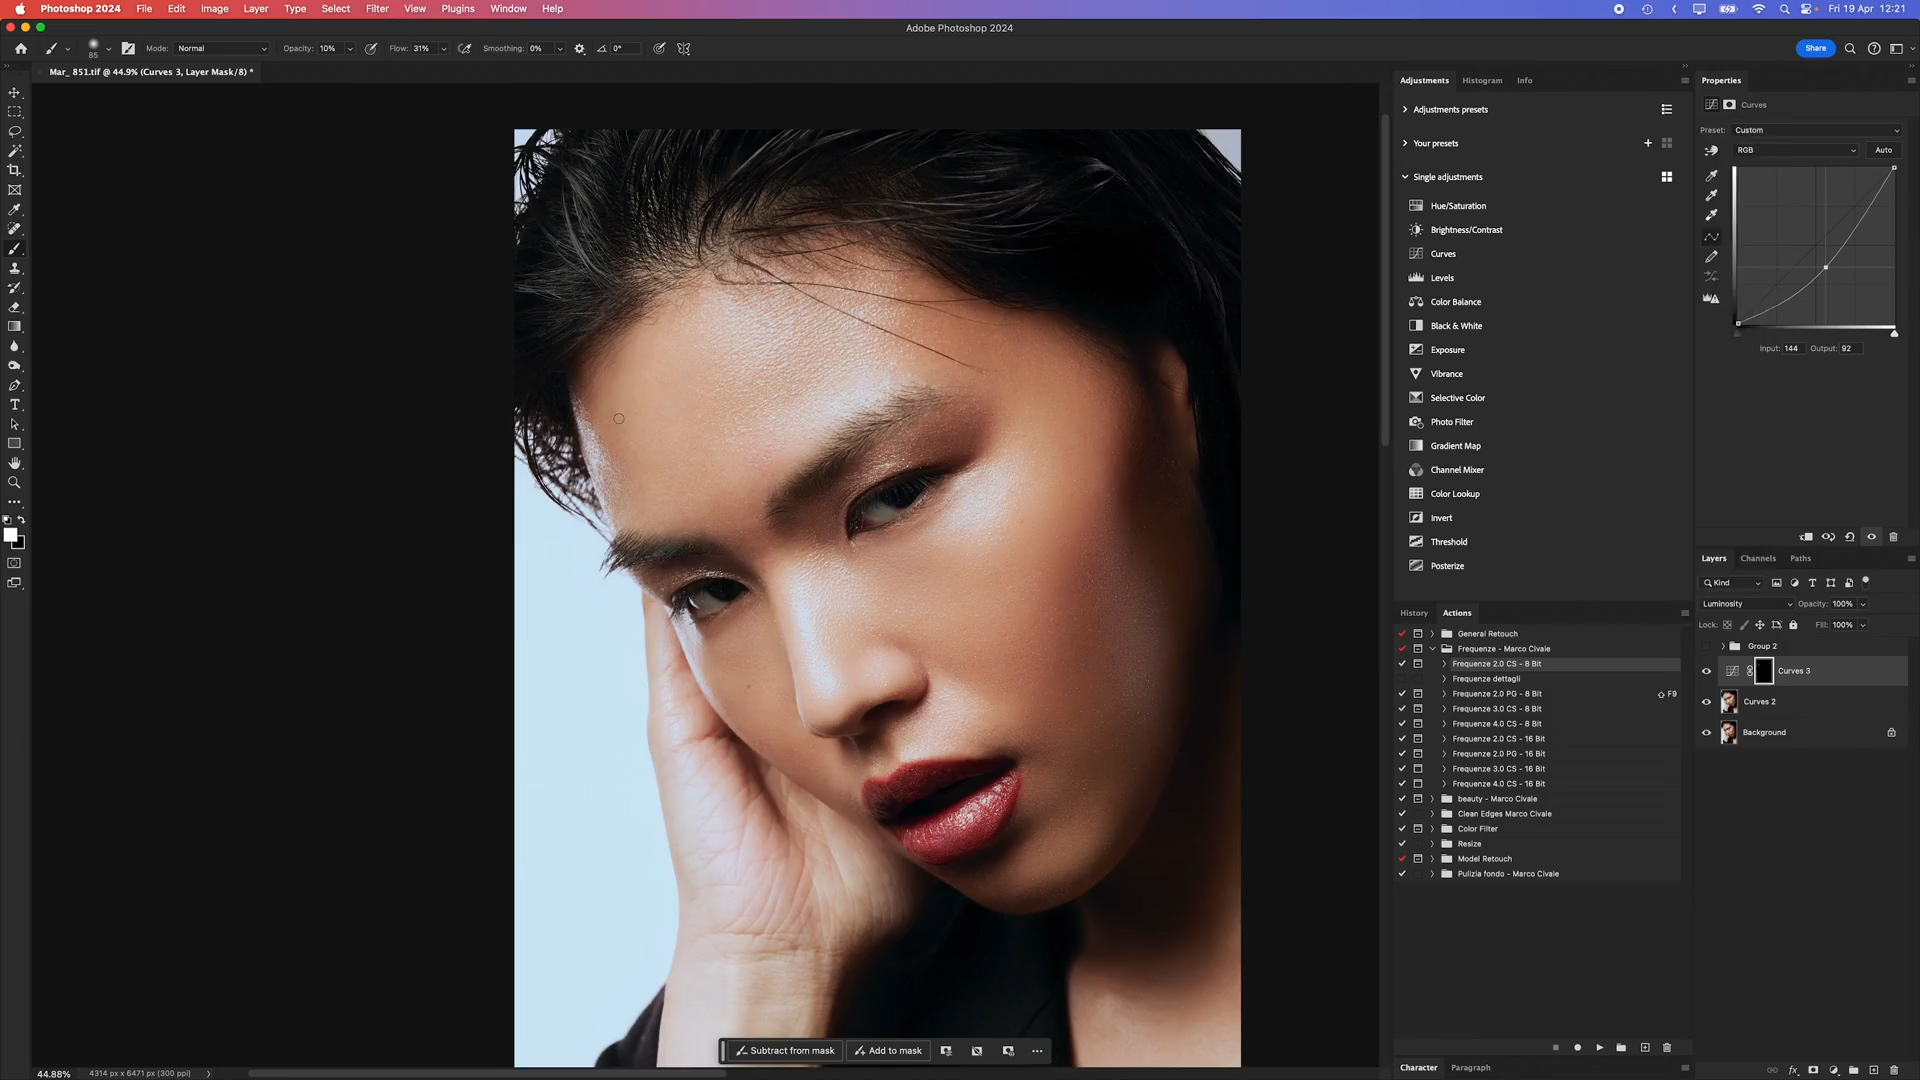 Photoshop 2024 File Edit Image Layer Type Select Filter View Plugins Window Help Fri 19 Apr 12:21
Adobe Photoshop 2024
85 Mode: Normal Opacity: 10% Flow: 31% Smoothing: 0% 0° Share
Mar_ 851.tif @ 44.9% (Curves 3, Layer Mask/8) *
Adjustments Histogram Info
Adjustments presets
Your presets
Single adjustments
Hue/Saturation
Brightness/Contrast
Curves
Levels
Color Balance
Black & White
Exposure
Vibrance
Selective Color
Photo Filter
Gradient Map
Channel Mixer
Color Lookup
Invert
Threshold
Posterize
History Actions
General Retouch
Frequenze - Marco Civale
Frequenze 2.0 CS - 8 Bit
Frequenze dettagli
Frequenze 2.0 PG - 8 Bit F9
Frequenze 3.0 CS - 8 Bit
Frequenze 4.0 CS - 8 Bit
Frequenze 2.0 CS - 16 Bit
Frequenze 2.0 PG - 16 Bit
Frequenze 3.0 CS - 16 Bit
Frequenze 4.0 CS - 16 Bit
beauty - Marco Civale
Clean Edges Marco Civale
Color Filter
Resize
Model Retouch
Pulizia fondo - Marco Civale
Character Paragraph
Properties
Curves
Preset: Custom
RGB Auto
Input: 144 Output: 92
Layers Channels Paths
Kind
Luminosity Opacity: 100%
Lock: Fill: 100%
Group 2
Curves 3
Curves 2
Background
Subtract from mask Add to mask
44.88% 4314 px x 6471 px (300 ppi)